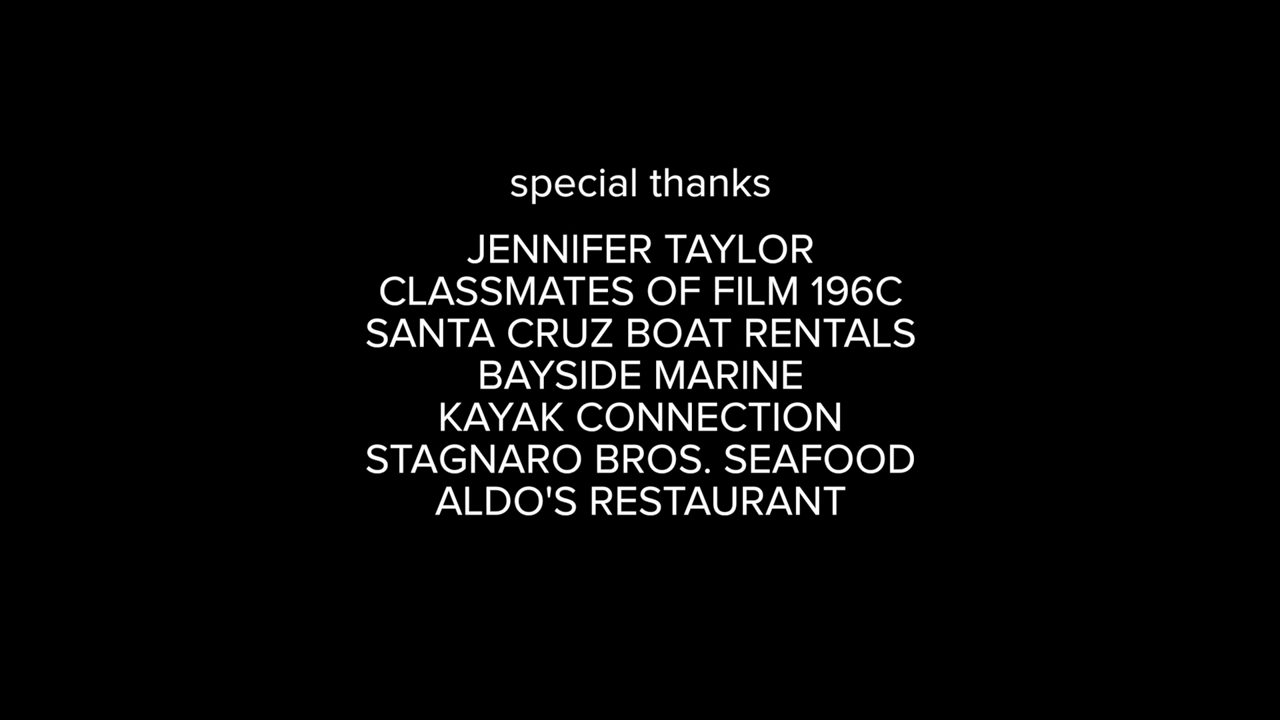 special thanks
JENNIFER TAYLOR
CLASSMATES OF FILM 196C
SANTA CRUZ BOAT RENTALS
BAYSIDE MARINE
KAYAK CONNECTION
STAGNARO BROS. SEAFOOD
ALDO'S RESTAURANT